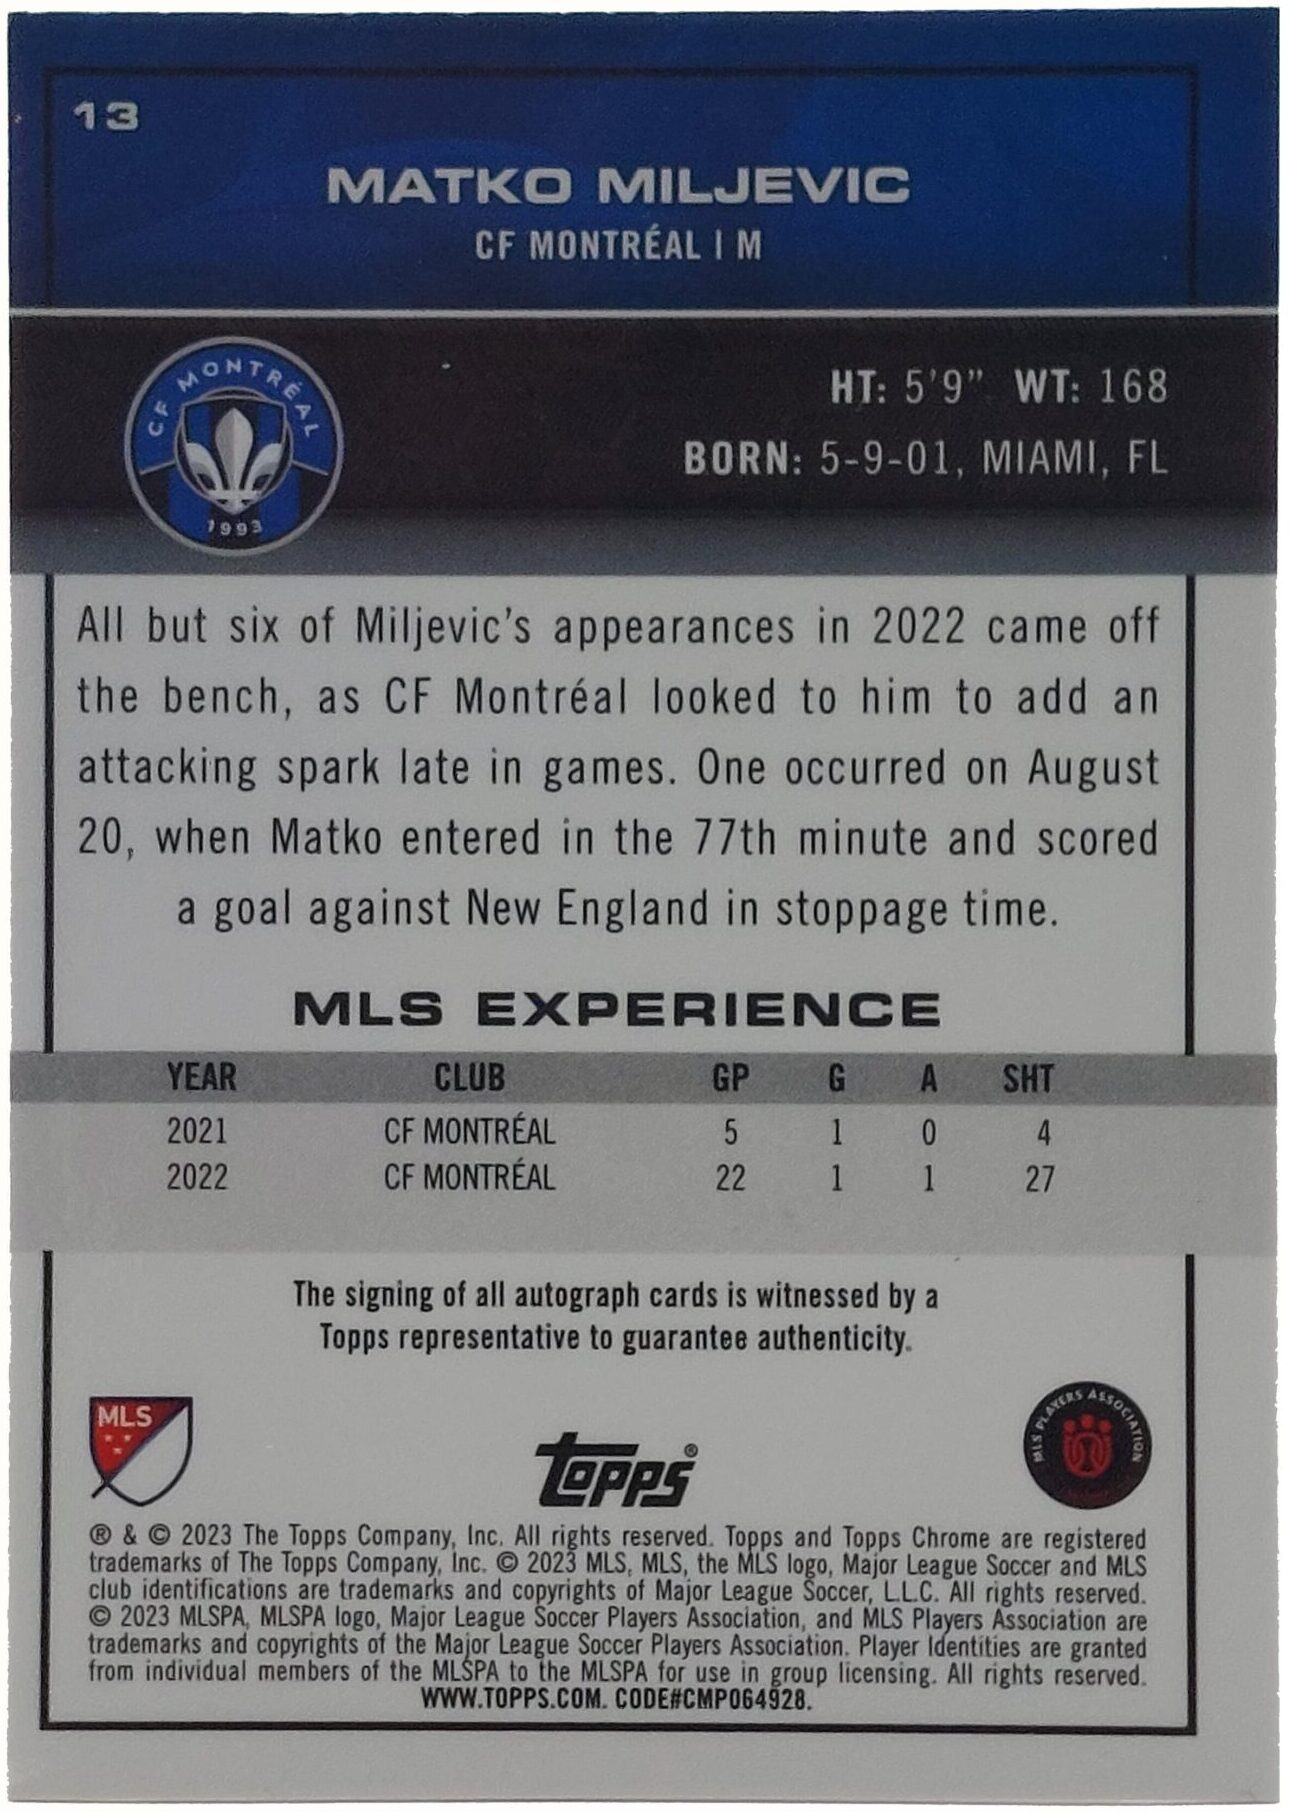 13
MATKO MILJEVIC
CF MONTRÉAL | M
CF MONTRÉAL
1993
HT: 5'9" WT: 168
BORN: 5-9-01, MIAMI, FL
All but six of Miljevic's appearances in 2022 came off
the bench, as CF Montréal looked to him to add an
attacking spark late in games. One occurred on August
20, when Matko entered in the 77th minute and scored
a goal against New England in stoppage time.
MLS EXPERIENCE
YEAR CLUB GP G A SHT
2021 CF MONTRÉAL 5 1 0 4
2022 CF MONTRÉAL 22 1 1 27
The signing of all autograph cards is witnessed by a
Topps representative to guarantee authenticity.
MLS
Topps®
MLS PLAYERS ASSOCIATION
® & © 2023 The Topps Company, Inc. All rights reserved. Topps and Topps Chrome are registered
trademarks of The Topps Company, Inc. © 2023 MLS, MLS, the MLS logo, Major League Soccer and MLS
club identifications are trademarks and copyrights of Major League Soccer, L.L.C. All rights reserved.
© 2023 MLSPA, MLSPA logo, Major League Soccer Players Association, and MLS Players Association are
trademarks and copyrights of the Major League Soccer Players Association. Player Identities are granted
from individual members of the MLSPA to the MLSPA for use in group licensing. All rights reserved.
WWW.TOPPS.COM. CODE#CMP064928.